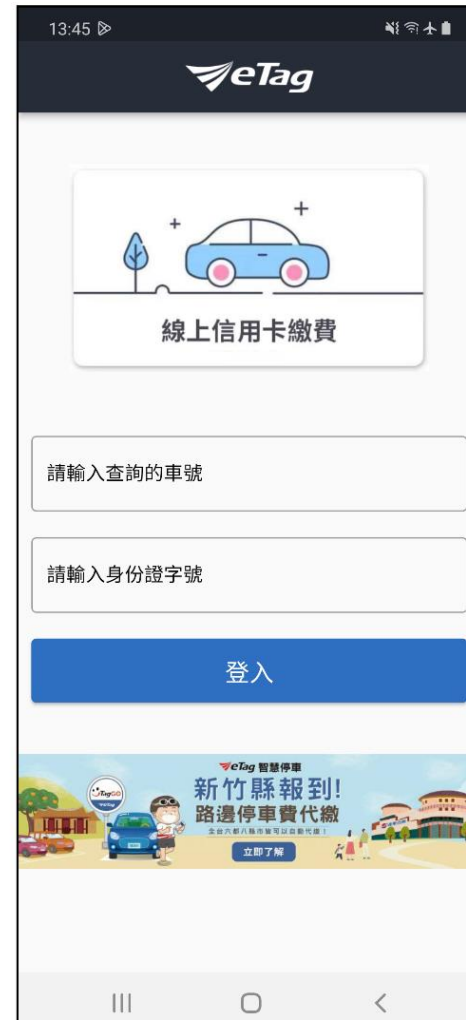 13:45
eTag
線上信用卡繳費
請輸入查詢的車號
請輸入身份證字號
登入
eTag 智慧停車
新竹縣報到!
路邊停車費代繳
立即了解